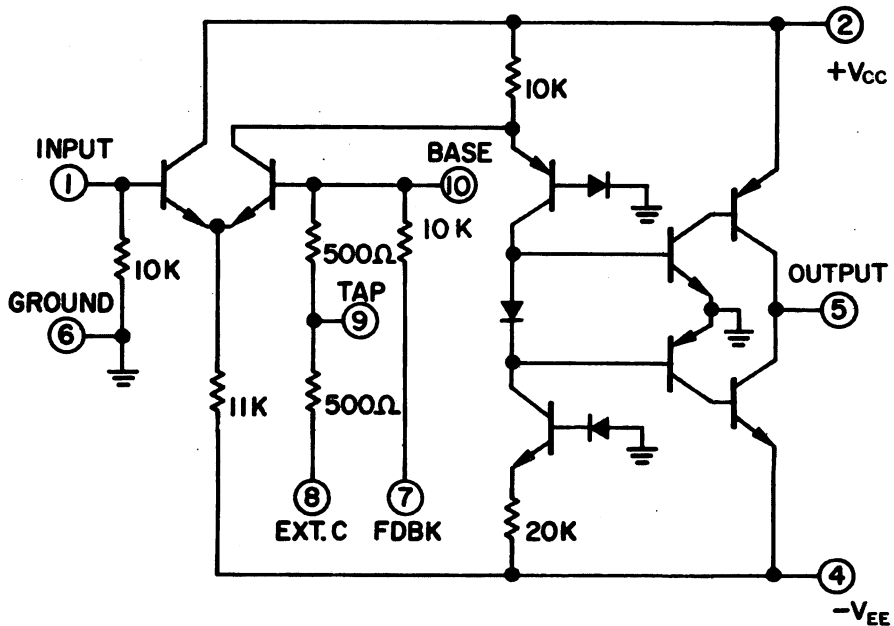 2
+VCC
10K
INPUT
1
BASE
10
10K
500Ω
10K
TAP
9
GROUND
6
OUTPUT
5
11K
500Ω
8
7
EXT.C
FDBK
20K
4
-VEE